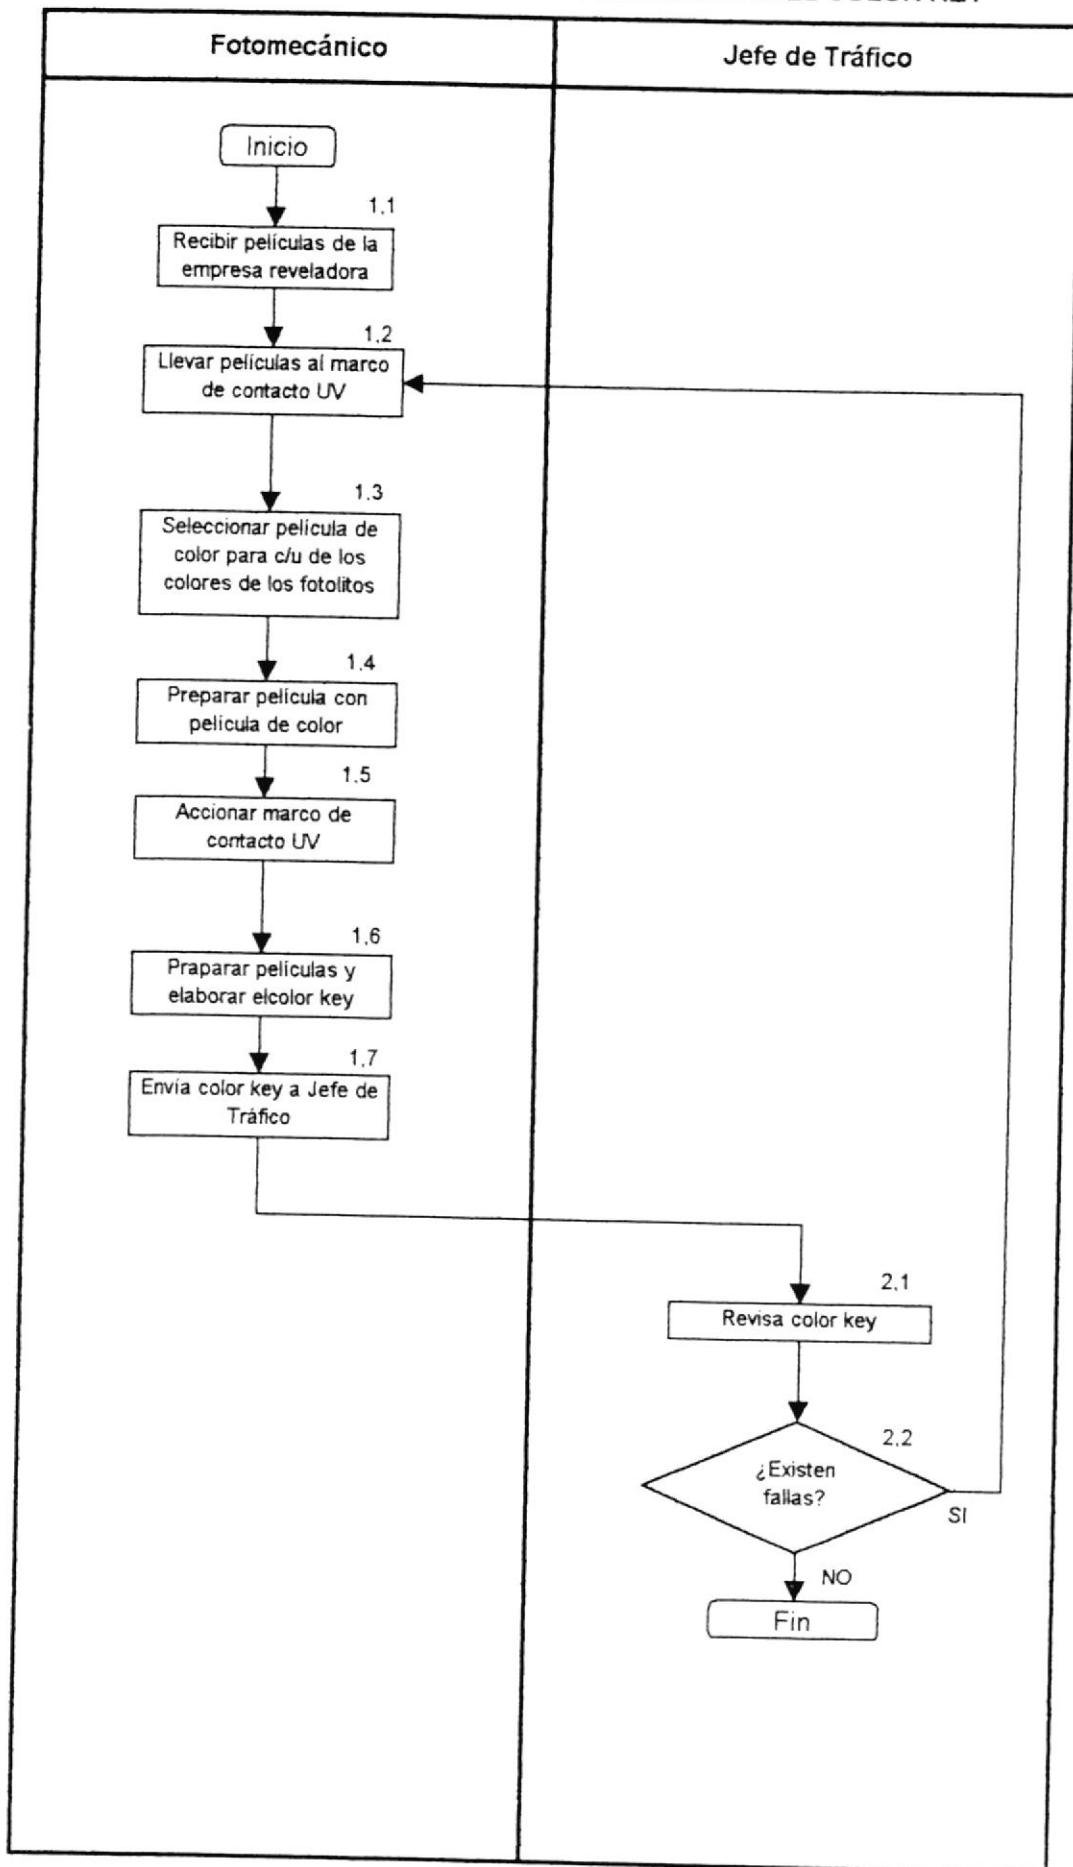 Fotomecánico
Jefe de Tráfico
Inicio
1,1
Recibir películas de la
empresa reveladora
1,2
Llevar películas al marco
de contacto UV
1,3
Seleccionar película de
color para c/u de los
colores de los fotolitos
1,4
Preparar película con
película de color
1,5
Accionar marco de
contacto UV
1,6
Praparar películas y
elaborar elcolor key
1,7
Envía color key a Jefe de
Tráfico
2,1
Revisa color key
2,2
¿Existen
fallas?
SI
NO
Fin